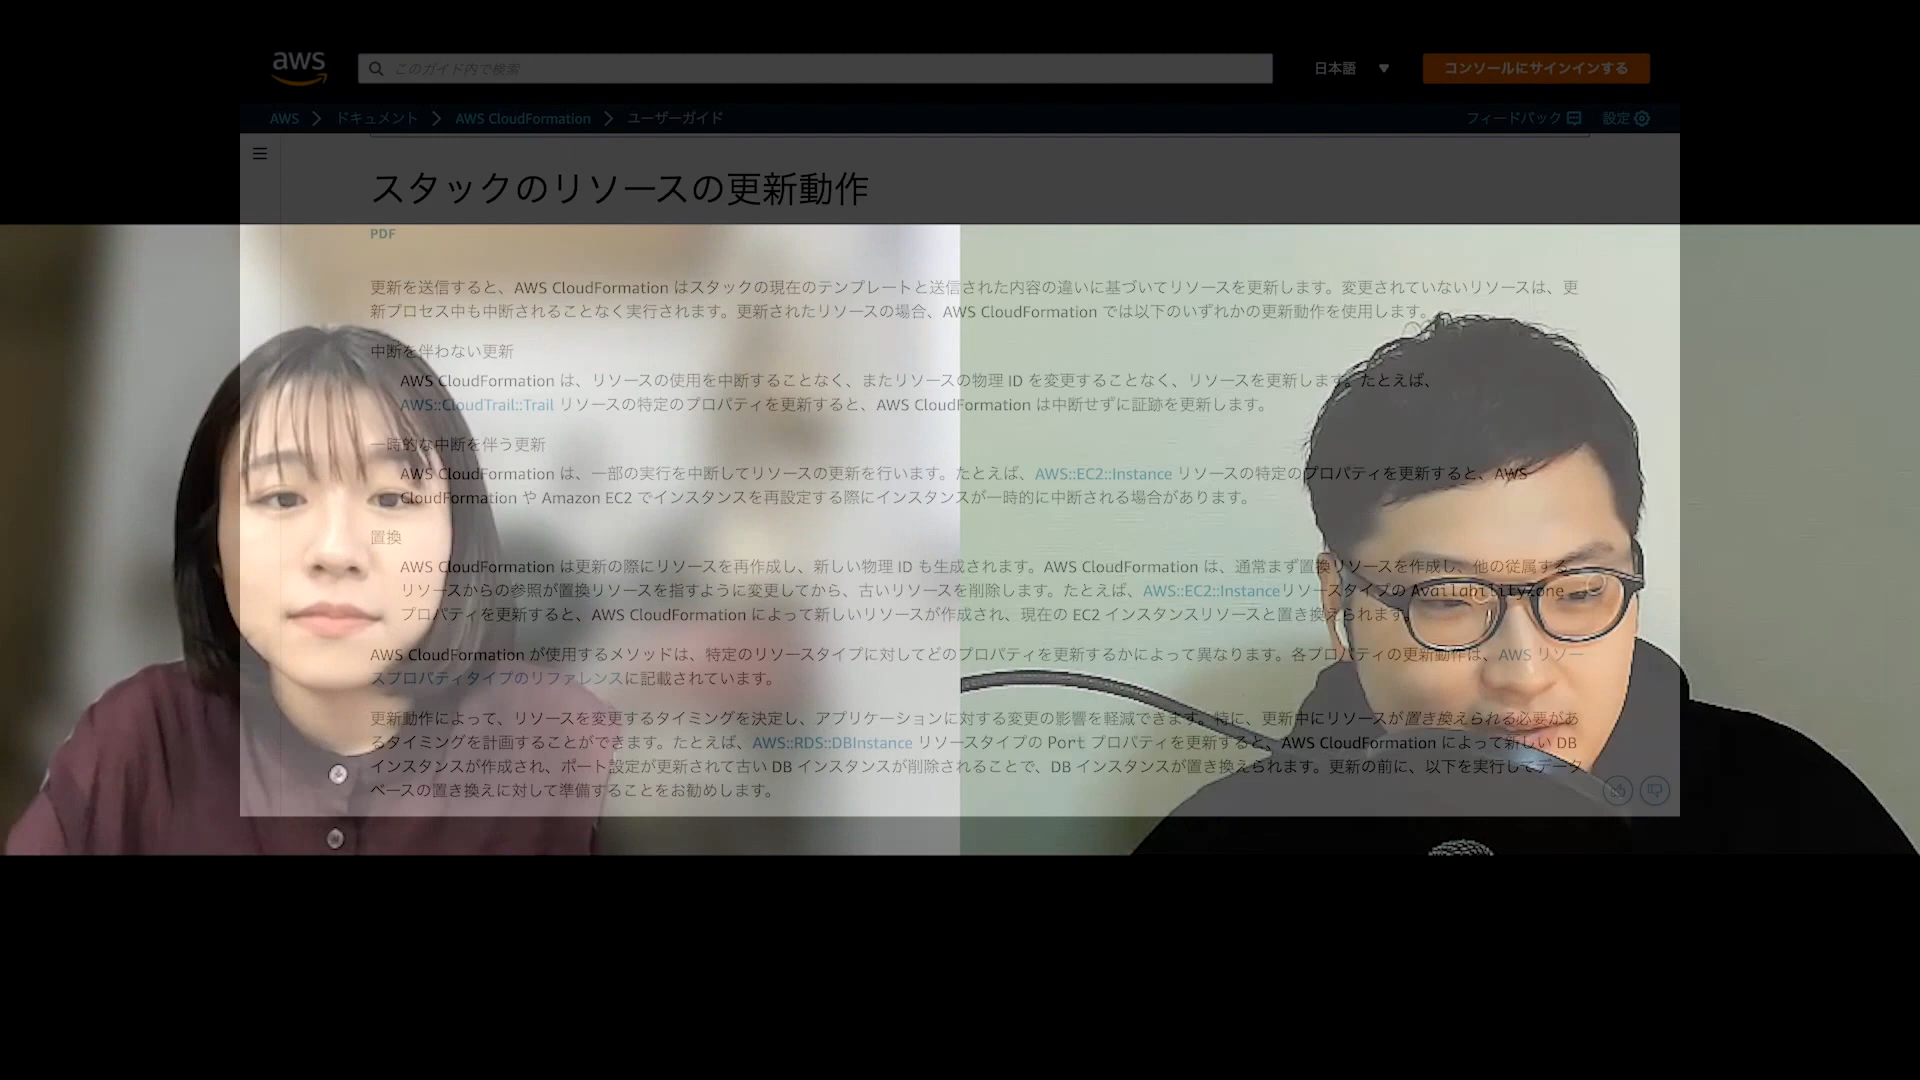 aws
このガイド内で検索
日本語
コンソールにサインインする
AWS
ドキュメント
AWS CloudFormation
ユーザーガイド
フィードバック
設定
スタックのリソースの更新動作
PDF
更新を送信すると、AWS CloudFormation はスタックの現在のテンプレートと送信された内容の違いに基づいてリソースを更新します。変更されていないリソースは、更
新プロセス中も中断されることなく実行されます。更新されたリソースの場合、AWS CloudFormation では以下のいずれかの更新動作を使用します。
中断を伴わない更新
AWS CloudFormation は、リソースの使用を中断することなく、またリソースの物理 ID を変更することなく、リソースを更新します。たとえば、
AWS::CloudTrail::Trail リソースの特定のプロパティを更新すると、AWS CloudFormation は中断せずに証跡を更新します。
一時的な中断を伴う更新
AWS CloudFormation は、一部の実行を中断してリソースの更新を行います。たとえば、AWS::EC2::Instance リソースの特定のプロパティを更新すると、AWS
CloudFormation や Amazon EC2 でインスタンスを再設定する際にインスタンスが一時的に中断される場合があります。
置換
AWS CloudFormation は更新の際にリソースを再作成し、新しい物理 ID も生成されます。AWS CloudFormation は、通常まず置換リソースを作成し、他の従属する
リソースからの参照が置換リソースを指すように変更してから、古いリソースを削除します。たとえば、AWS::EC2::Instanceリソースタイプの AvailabilityZone
プロパティを更新すると、AWS CloudFormation によって新しいリソースが作成され、現在の EC2 インスタンスリソースと置き換えられます。
AWS CloudFormation が使用するメソッドは、特定のリソースタイプに対してどのプロパティを更新するかによって異なります。各プロパティの更新動作は、AWS リソー
スプロパティタイプのリファレンスに記載されています。
更新動作によって、リソースを変更するタイミングを決定し、アプリケーションに対する変更の影響を軽減できます。特に、更新中にリソースが置き換えられる必要があ
るタイミングを計画することができます。たとえば、AWS::RDS::DBInstance リソースタイプの Port プロパティを更新すると、AWS CloudFormation によって新しい DB
インスタンスが作成され、ポート設定が更新されて古い DB インスタンスが削除されることで、DB インスタンスが置き換えられます。更新の前に、以下を実行してデータ
ベースの置き換えに対して準備することをお勧めします。